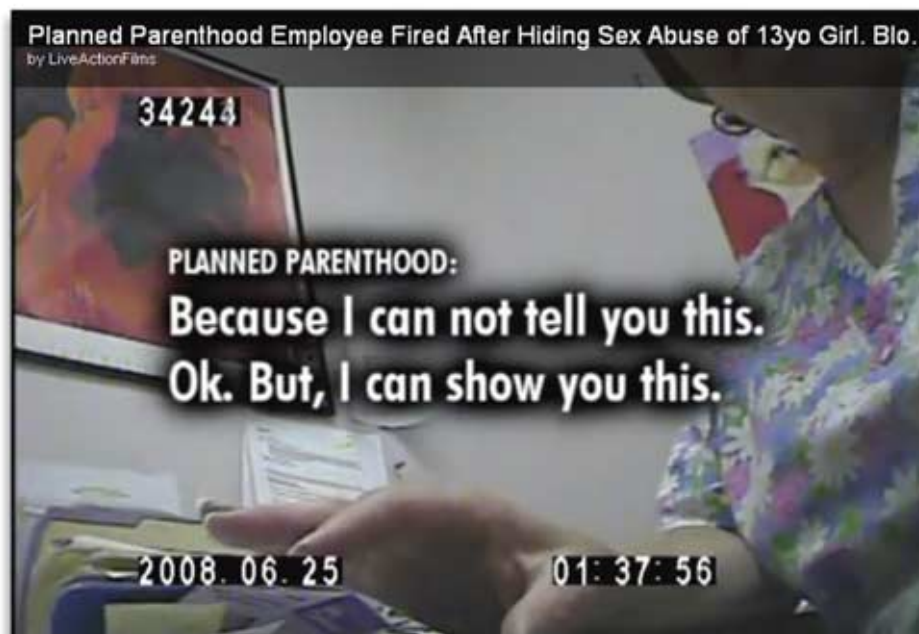 Planned Parenthood Employee Fired After Hiding Sex Abuse of 13yo Girl. Blo.
by LiveActionFilms
34244
PLANNED PARENTHOOD:
Because I can not tell you this.
Ok. But, I can show you this.
2008. 06. 25
01: 37: 56